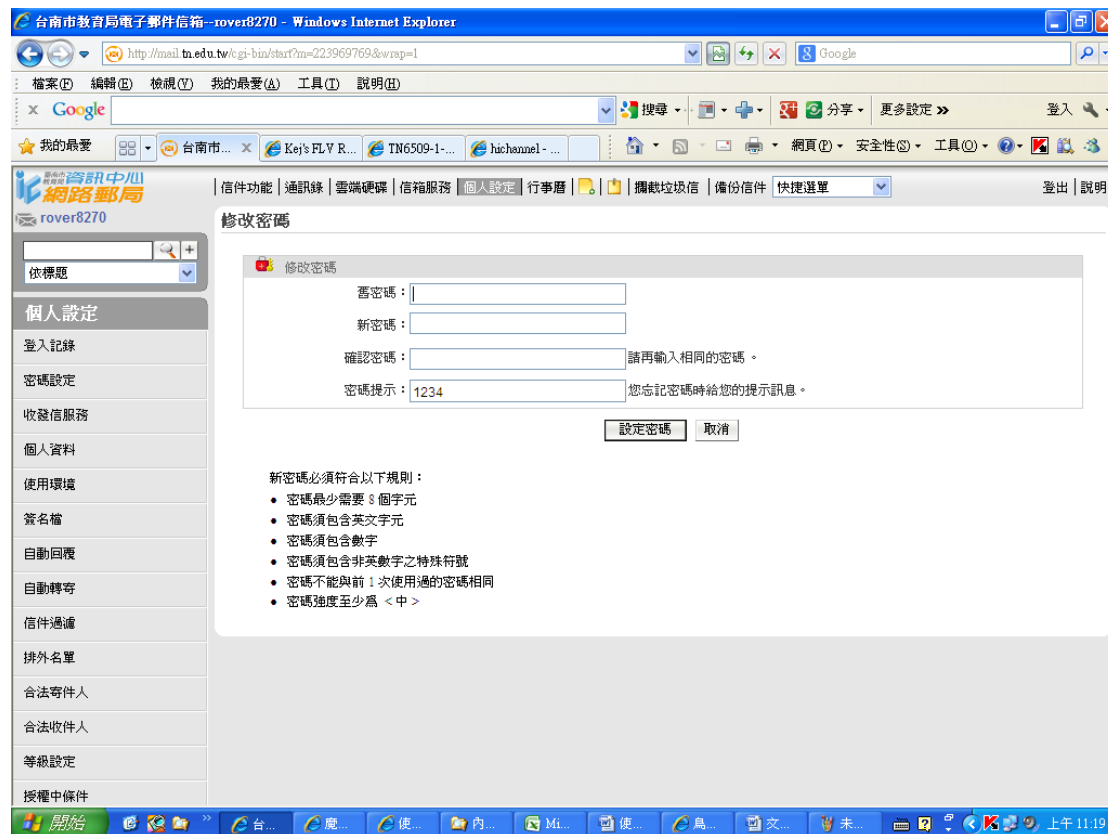 台南市教育局電子郵件信箱--rover8270 - Windows Internet Explorer
http://mail.tn.edu.tw/cgi-bin/start?m=223969769&wrap=1
Google
檔案(F) 編輯(E) 檢視(V) 我的最愛(A) 工具(T) 說明(H)
x Google 搜尋 分享 更多設定 >> 登入
我的最愛 台南市... X Kej's FLV R... TN6509-1-... hichannel - ... 網頁(P) 安全性(S) 工具(O)
臺南市教育局 資訊中心
網路郵局
信件功能 | 通訊錄 | 雲端硬碟 | 信箱服務 | 個人設定 | 行事曆 | | | 攔截垃圾信 | 備份信件 快捷選單 登出 | 說明
rover8270
修改密碼
+
依標題
修改密碼
舊密碼：
新密碼：
確認密碼： 請再輸入相同的密碼。
密碼提示： 1234 您忘記密碼時給您的提示訊息。
設定密碼 取消
新密碼必須符合以下規則：
• 密碼最少需要 8 個字元
• 密碼須包含英文字元
• 密碼須包含數字
• 密碼須包含非英數字之特殊符號
• 密碼不能與前 1 次使用過的密碼相同
• 密碼強度至少為 <中>
個人設定
登入記錄
密碼設定
收發信服務
個人資料
使用環境
簽名檔
自動回覆
自動轉寄
信件過濾
排外名單
合法寄件人
合法收件人
等級設定
授權中條件
開始 » 台... 魔... 使... 內... Mi... 使... 鳥... 文... 未... 上午 11:19